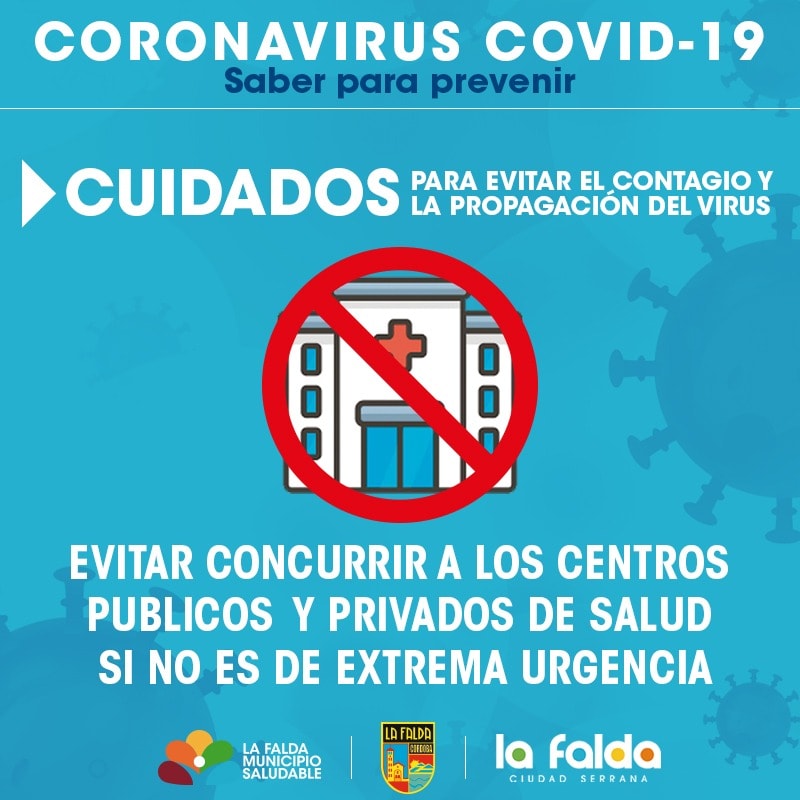 CORONAVIRUS COVID-19
Saber para prevenir
CUIDADOS PARA EVITAR EL CONTAGIO Y
LA PROPAGACIÓN DEL VIRUS
EVITAR CONCURRIR A LOS CENTROS
PUBLICOS Y PRIVADOS DE SALUD
SI NO ES DE EXTREMA URGENCIA
LA FALDA
MUNICIPIO
SALUDABLE
LA FALDA
CORDOBA
la falda
CIUDAD SERRANA